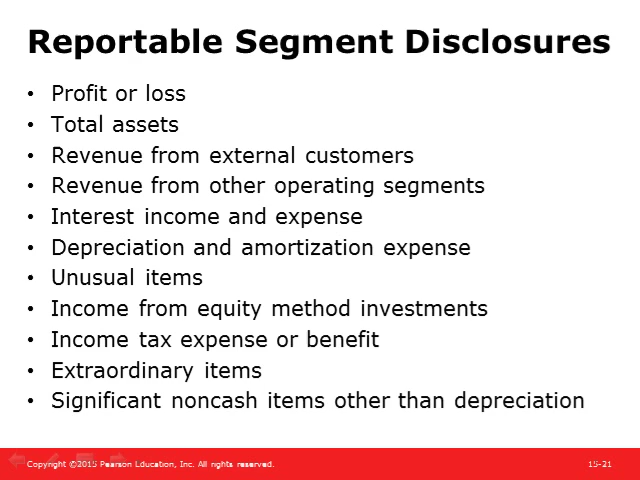 Reportable Segment Disclosures
• Profit or loss
• Total assets
• Revenue from external customers
• Revenue from other operating segments
• Interest income and expense
• Depreciation and amortization expense
• Unusual items
• Income from equity method investments
• Income tax expense or benefit
• Extraordinary items
• Significant noncash items other than depreciation
Copyright ©2015 Pearson Education, Inc. All rights reserved. 15-21